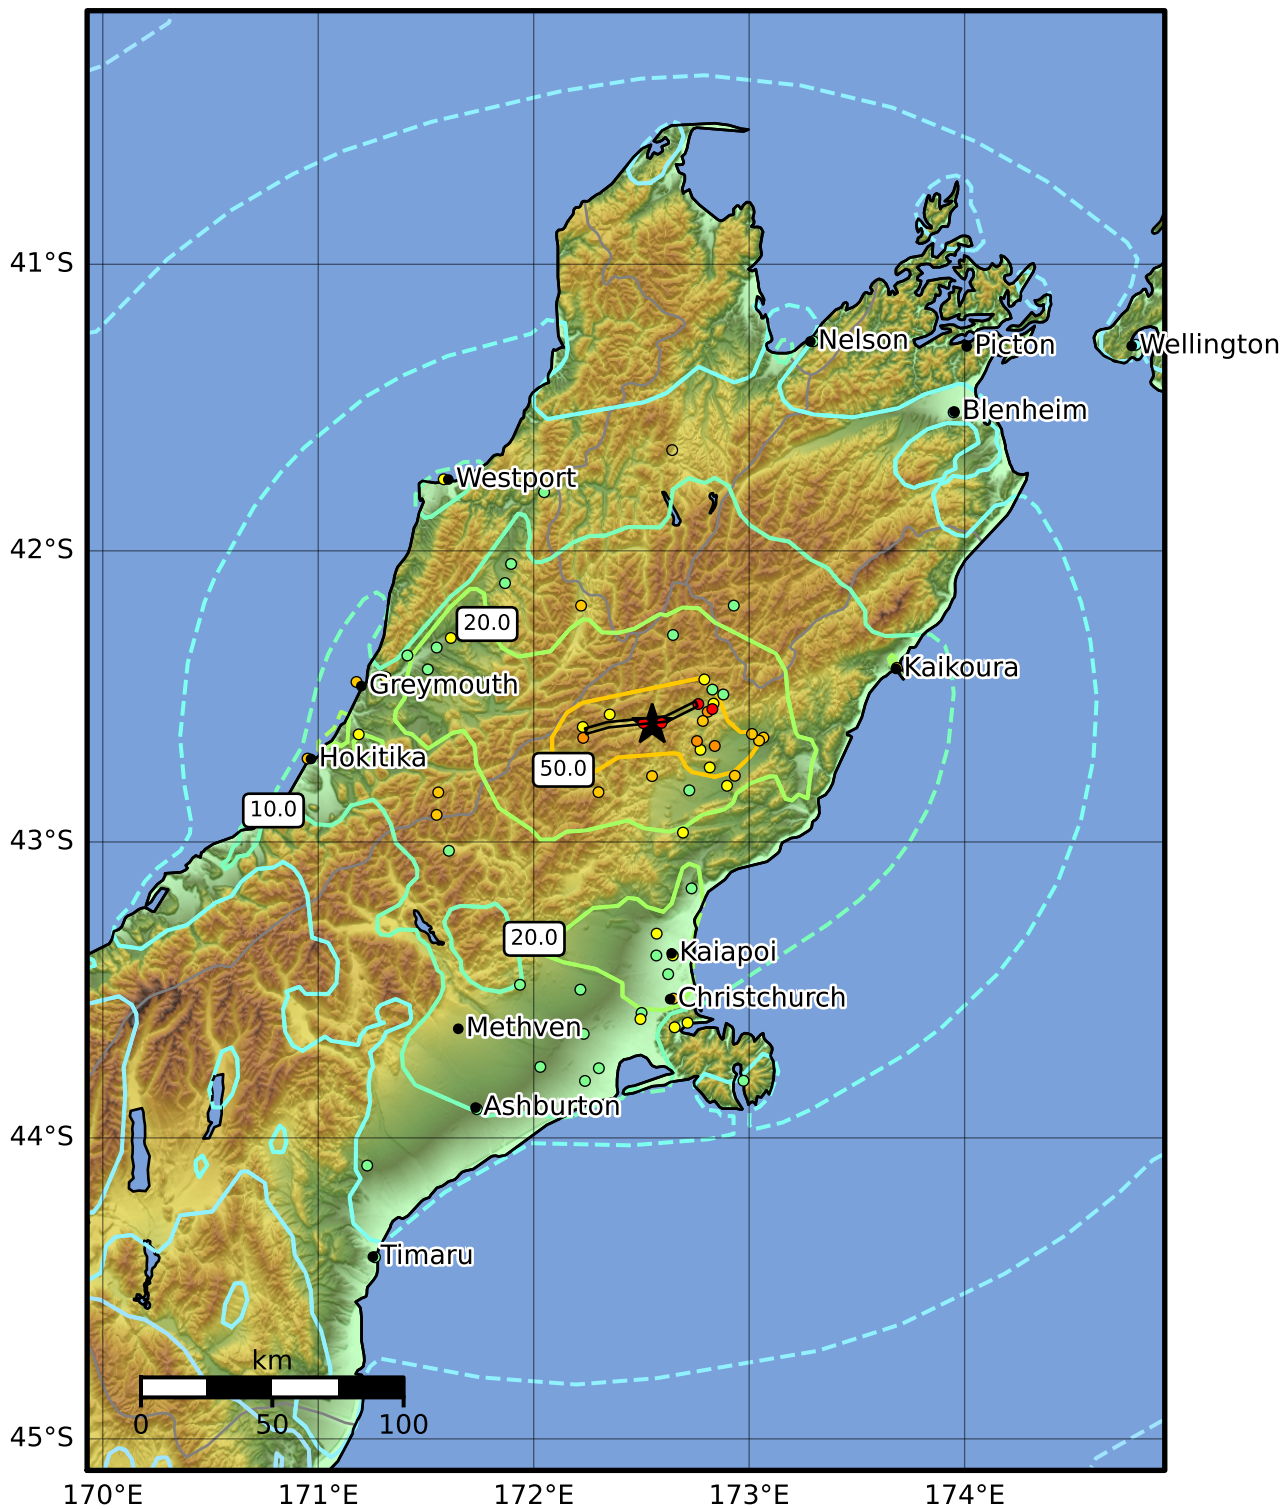 41°S
Nelson
Picton
Wellington
Blenheim
Westport
42°S
20.0
Kaikoura
Greymouth
Hokitika
50.0
10.0
43°S
20.0
Kaiapoi
Christchurch
Methven
Ashburton
44°S
Timaru
km
0 50 100
45°S
170°E 171°E 172°E 173°E 174°E